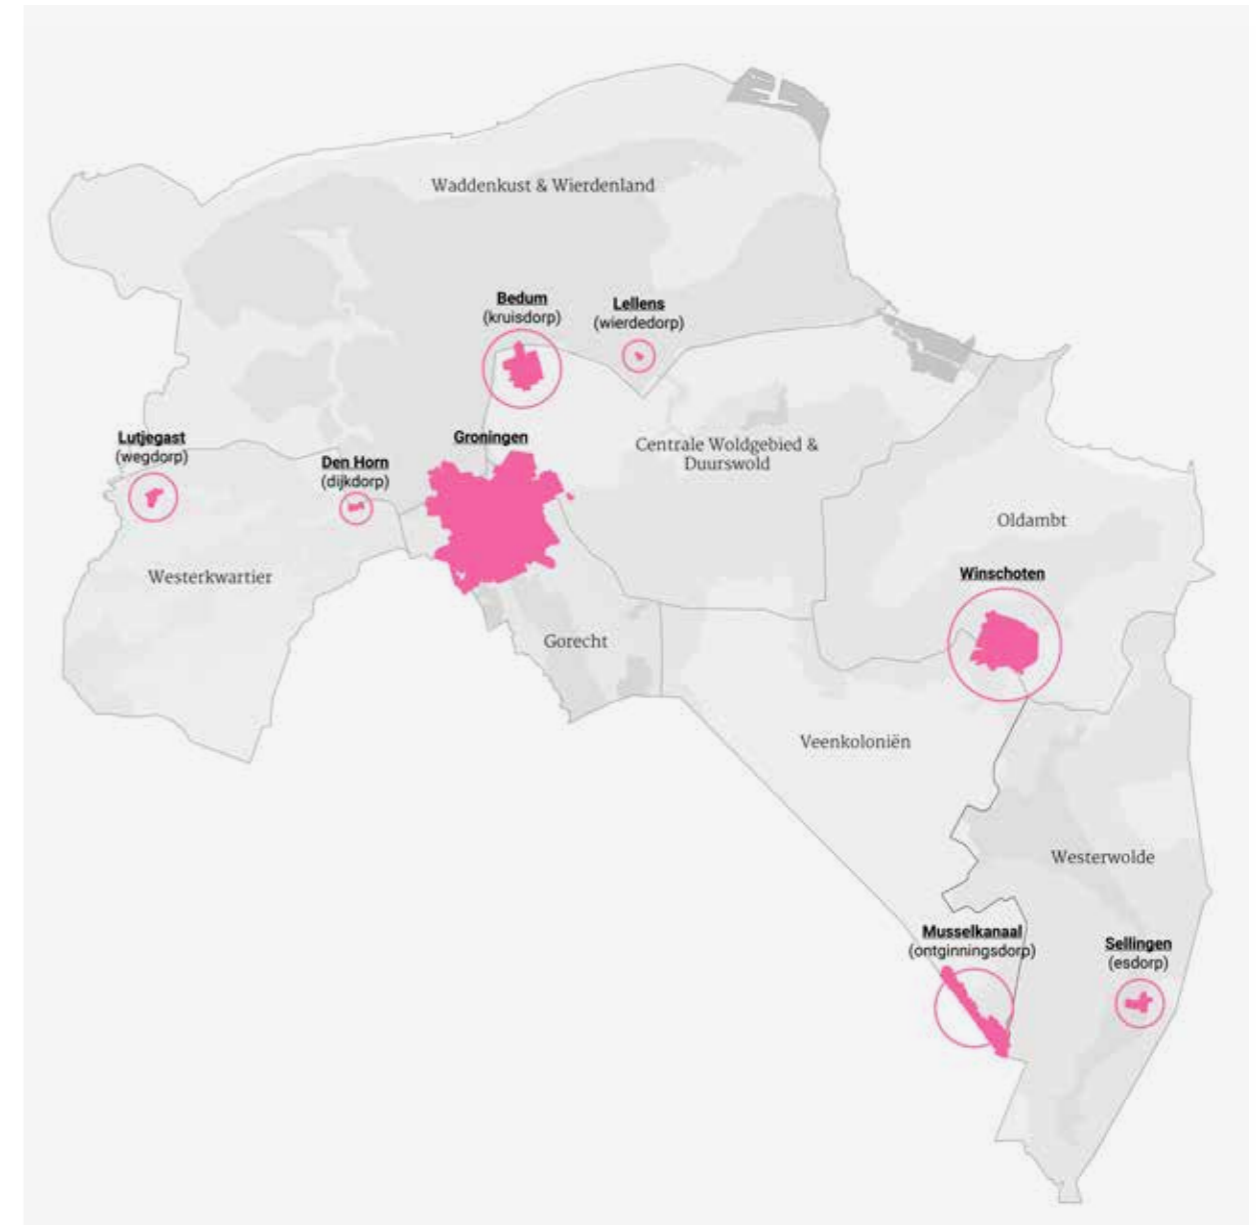 Waddenkust & Wierdenland
Bedum
(kruisdorp)
Lellens
(wierdedorp)
Lutjegast
(wegdorp)
Den Horn
(dijkdorp)
Groningen
Centrale Woldgebied &
Duurswold
Oldambt
Westerkwartier
Winschoten
Gorecht
Veenkoloniën
Westerwolde
Musselkanaal
(ontginningsdorp)
Sellingen
(esdorp)